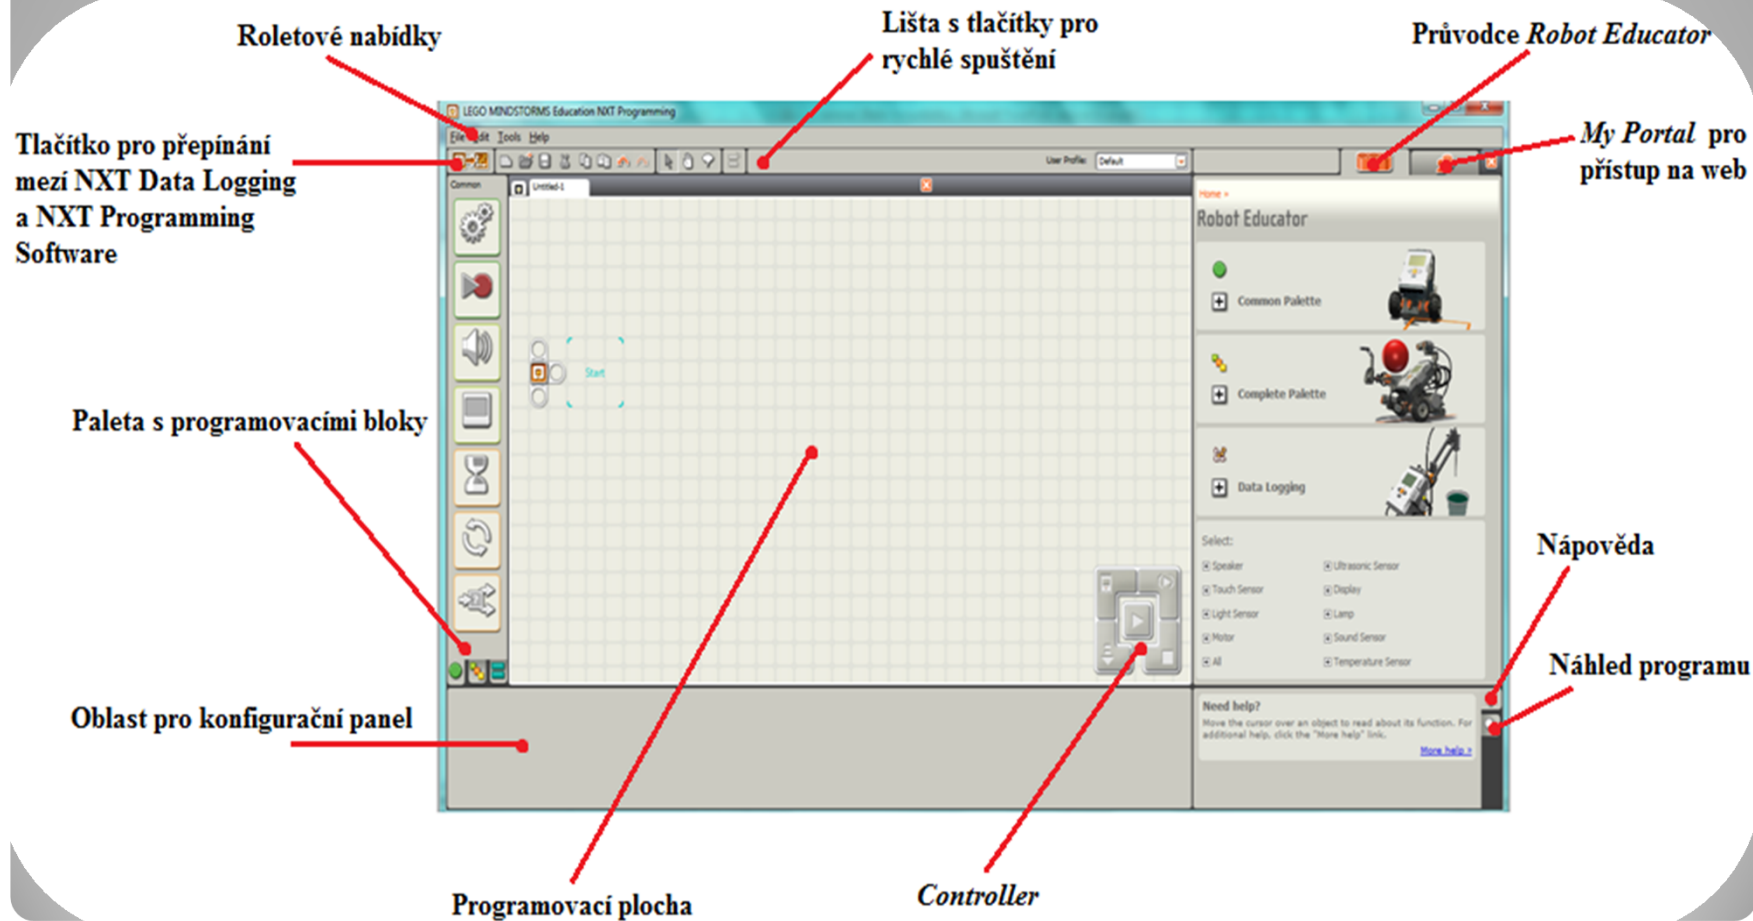 Roletové nabídky
Lišta s tlačítky pro
rychlé spuštění
Průvodce Robot Educator
Tlačítko pro přepínání
mezí NXT Data Logging
a NXT Programming
Software
My Portal pro
přístup na web
LEGO MINDSTORMS Education NXT Programming
File Edit Tools Help
User Profile: Default
Common
Untitled-1
Home »
Robot Educator
Common Palette
Start
Complete Palette
Paleta s programovacími bloky
Data Logging
Select:
Speaker
Ultrasonic Sensor
Touch Sensor
Display
Light Sensor
Lamp
Motor
Sound Sensor
All
Temperature Sensor
Nápověda
Náhled programu
Oblast pro konfigurační panel
Need help?
Move the cursor over an object to read about its function. For
additional help, click the "More help" link.
More help »
Programovací plocha
Controller